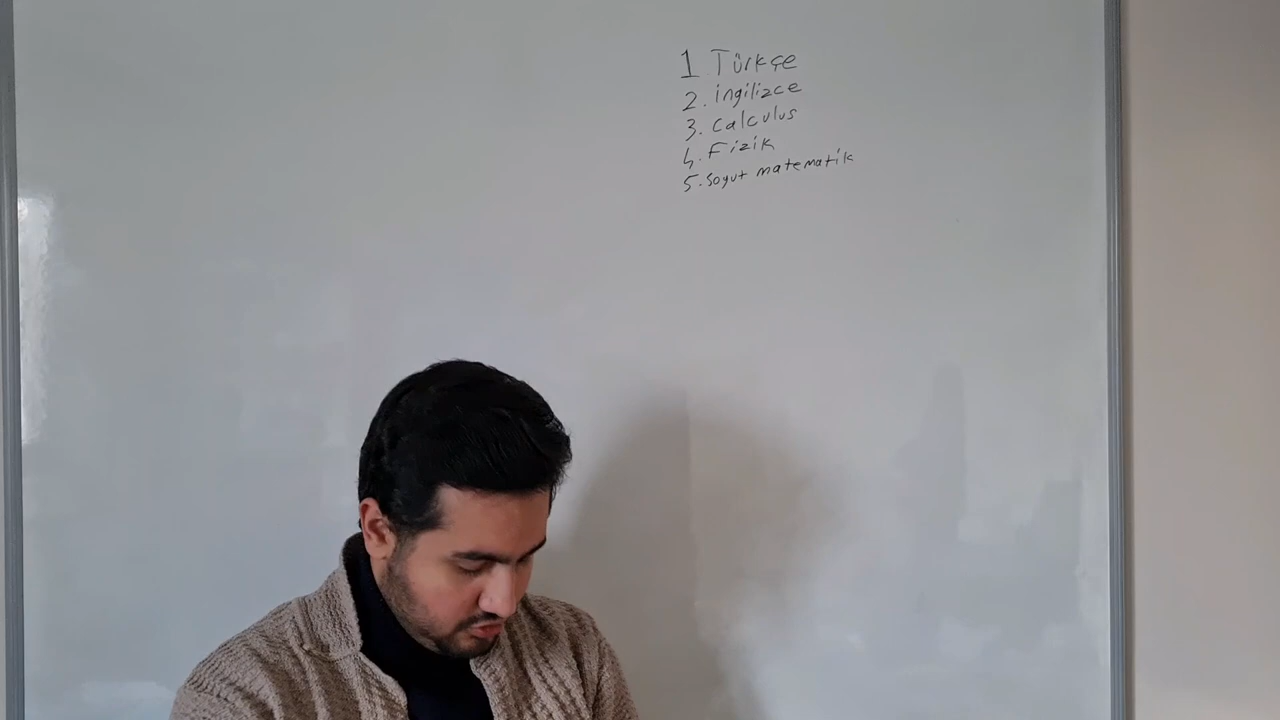 1 Türkçe
2. ingilizce
3. Calculus
4. Fizik
5. Soyut matematik